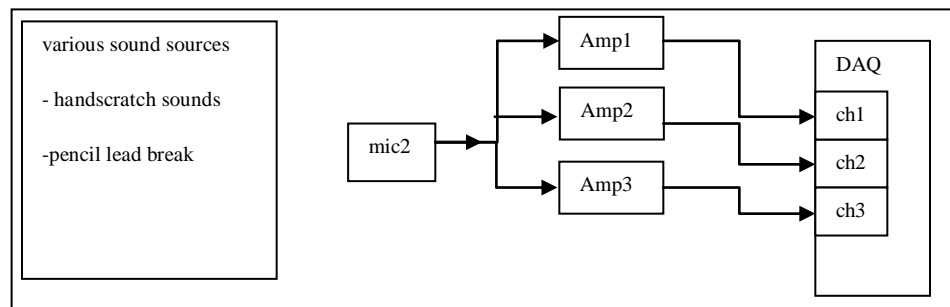 various sound sources
- handscratch sounds
-pencil lead break
mic2
Amp1
Amp2
Amp3
DAQ
ch1
ch2
ch3